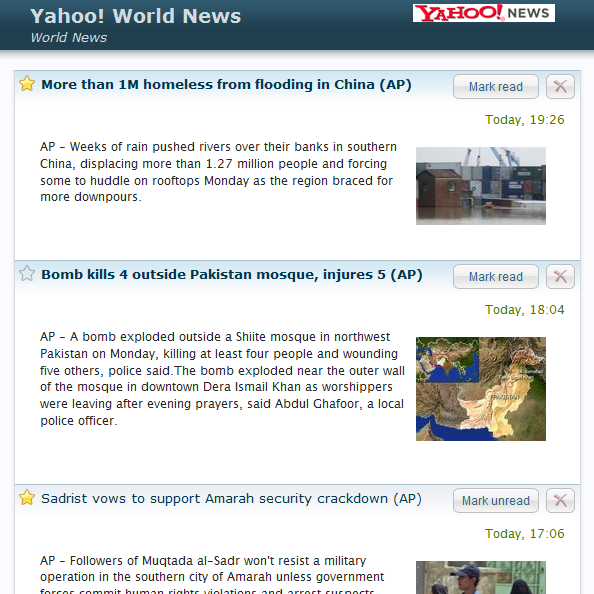 Yahoo! World News
World News
YAHOO! NEWS
More than 1M homeless from flooding in China (AP)
Mark read
Today, 19:26
AP - Weeks of rain pushed rivers over their banks in southern
China, displacing more than 1.27 million people and forcing
some to huddle on rooftops Monday as the region braced for
more downpours.
Bomb kills 4 outside Pakistan mosque, injures 5 (AP)
Mark read
Today, 18:04
AP - A bomb exploded outside a Shiite mosque in northwest
Pakistan on Monday, killing at least four people and wounding
five others, police said.The bomb exploded near the outer wall
of the mosque in downtown Dera Ismail Khan as worshippers
were leaving after evening prayers, said Abdul Ghafoor, a local
police officer.
PAKISTAN
Sadrist vows to support Amarah security crackdown (AP)
Mark unread
Today, 17:06
AP - Followers of Muqtada al-Sadr won't resist a military
operation in the southern city of Amarah unless government
forces commit human rights violations and arrest suspects